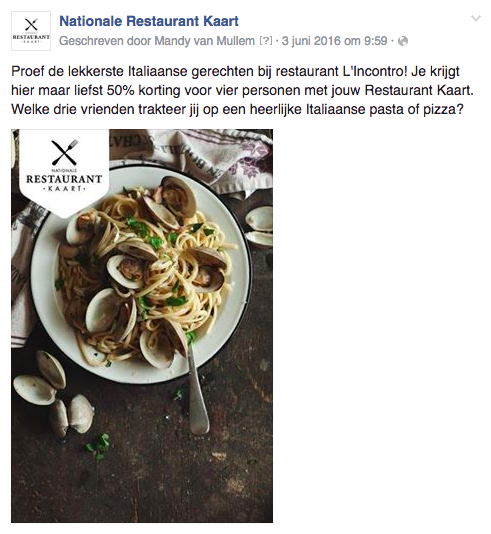 Nationale Restaurant Kaart
Geschreven door Mandy van Mullem [?] · 3 juni 2016 om 9:59 ·
Proef de lekkerste Italiaanse gerechten bij restaurant L'Incontro! Je krijgt
hier maar liefst 50% korting voor vier personen met jouw Restaurant Kaart.
Welke drie vrienden trakteer jij op een heerlijke Italiaanse pasta of pizza?
RESTAURANT
KAART
NATIONALE
RESTAURANT
· KAART ·